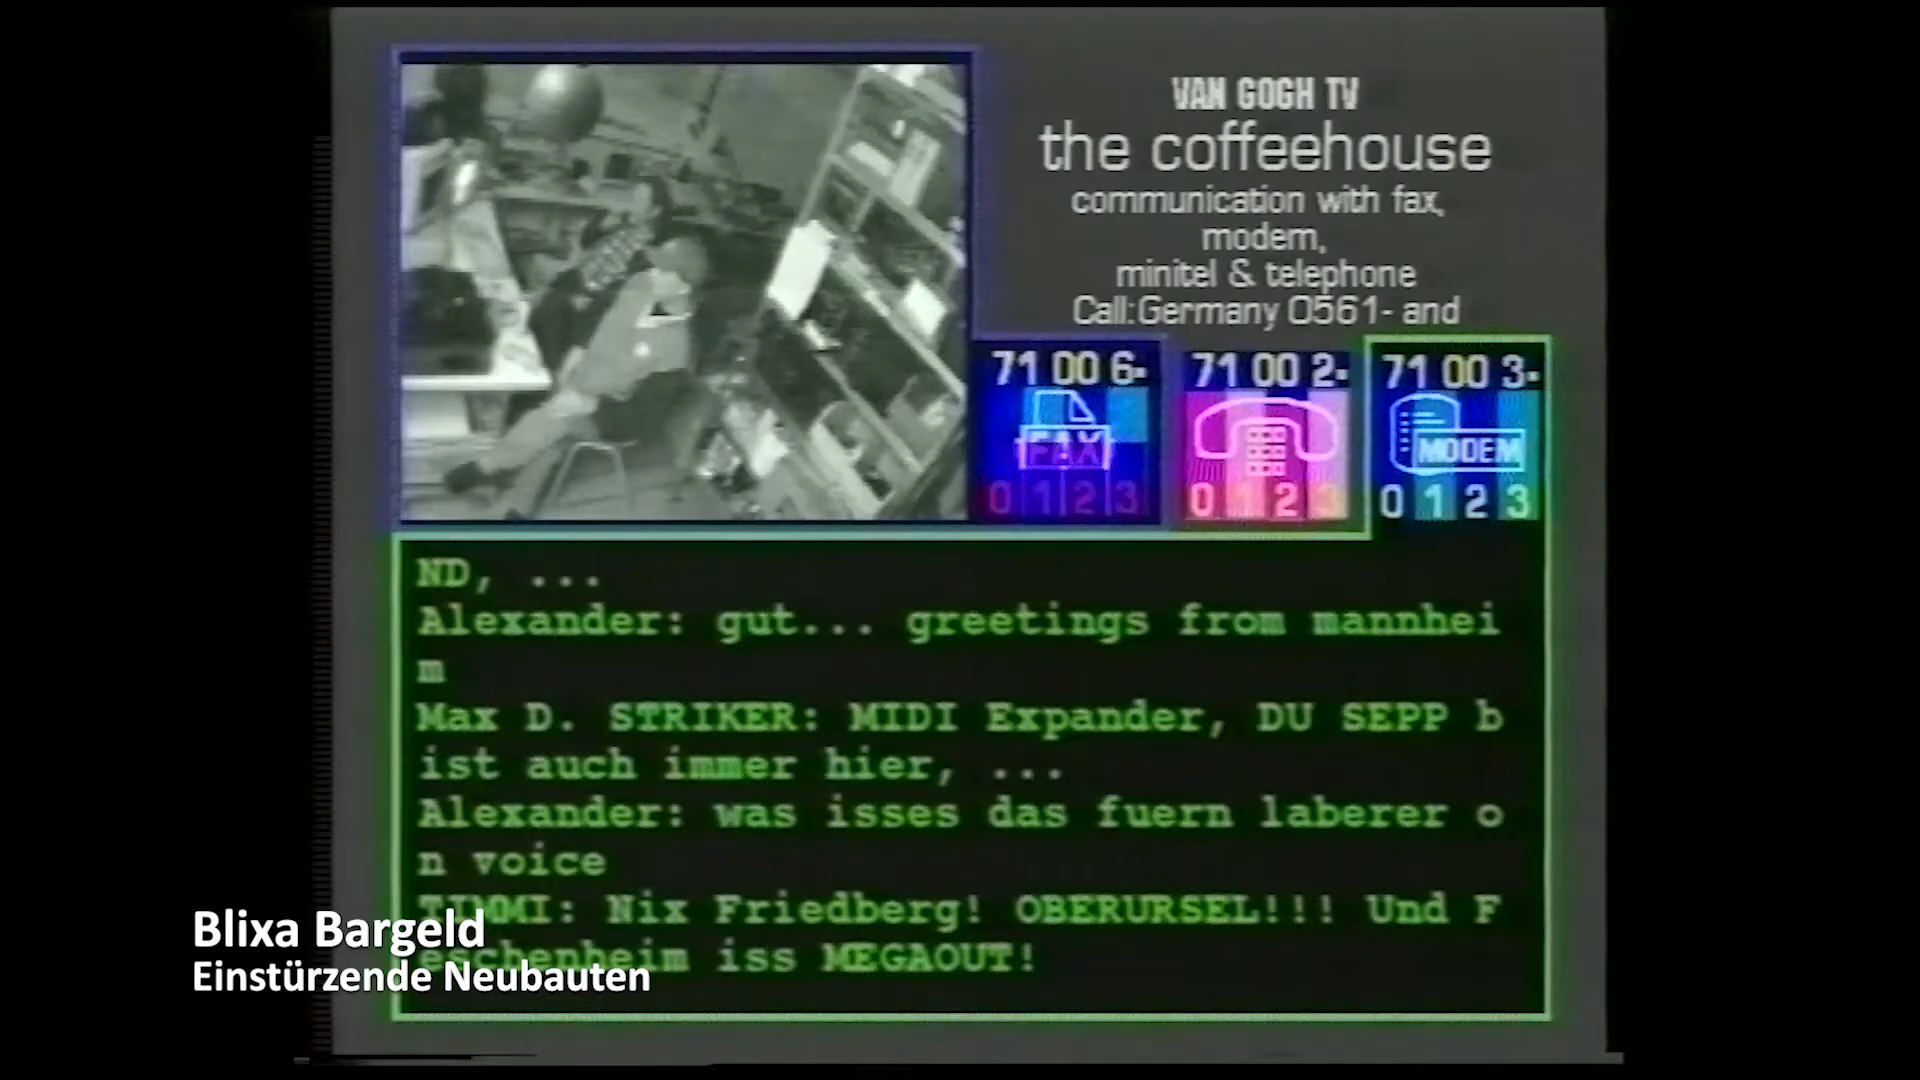 VAN GOGH TV
the coffeehouse
communication with fax,
modem,
minitel & telephone
Call:Germany 0561- and
71 00 6-
FAX
0 1 2 3
71 00 2-
0 1 2 3
71 00 3-
MODEM
0 1 2 3
ND, ...
Alexander: gut... greetings from mannhei
m
Max D. STRIKER: MIDI Expander, DU SEPP b
ist auch immer hier, ...
Alexander: was isses das fuern laberer o
n voice
TIMMI: Nix Friedberg! OBERURSEL!!! Und F
eschenheim iss MEGAOUT!
Blixa Bargeld
Einstürzende Neubauten